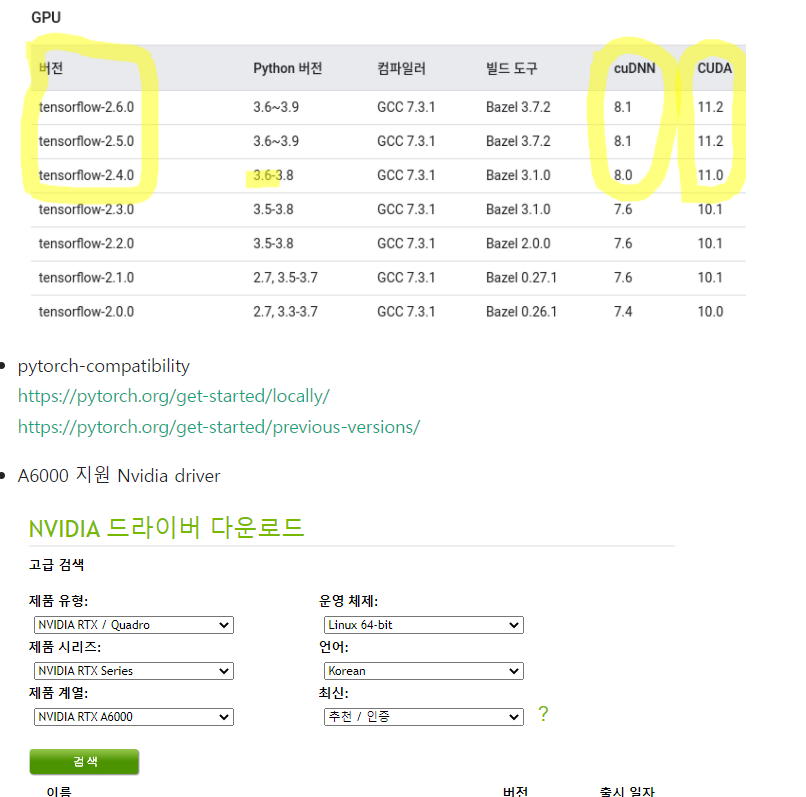 GPU
버전 Python 버전 컴파일러 빌드 도구 cuDNN CUDA
tensorflow-2.6.0 3.6~3.9 GCC 7.3.1 Bazel 3.7.2 8.1 11.2
tensorflow-2.5.0 3.6~3.9 GCC 7.3.1 Bazel 3.7.2 8.1 11.2
tensorflow-2.4.0 3.6-3.8 GCC 7.3.1 Bazel 3.1.0 8.0 11.0
tensorflow-2.3.0 3.5-3.8 GCC 7.3.1 Bazel 3.1.0 7.6 10.1
tensorflow-2.2.0 3.5-3.8 GCC 7.3.1 Bazel 2.0.0 7.6 10.1
tensorflow-2.1.0 2.7, 3.5-3.7 GCC 7.3.1 Bazel 0.27.1 7.6 10.1
tensorflow-2.0.0 2.7, 3.3-3.7 GCC 7.3.1 Bazel 0.26.1 7.4 10.0
pytorch-compatibility
https://pytorch.org/get-started/locally/
https://pytorch.org/get-started/previous-versions/
A6000 지원 Nvidia driver
NVIDIA 드라이버 다운로드
고급 검색
제품 유형: 운영 체제:
NVIDIA RTX / Quadro Linux 64-bit
제품 시리즈: 언어:
NVIDIA RTX Series Korean
제품 계열: 최신:
NVIDIA RTX A6000 추천 / 인증 ?
검색
이름 버전 출시 일자